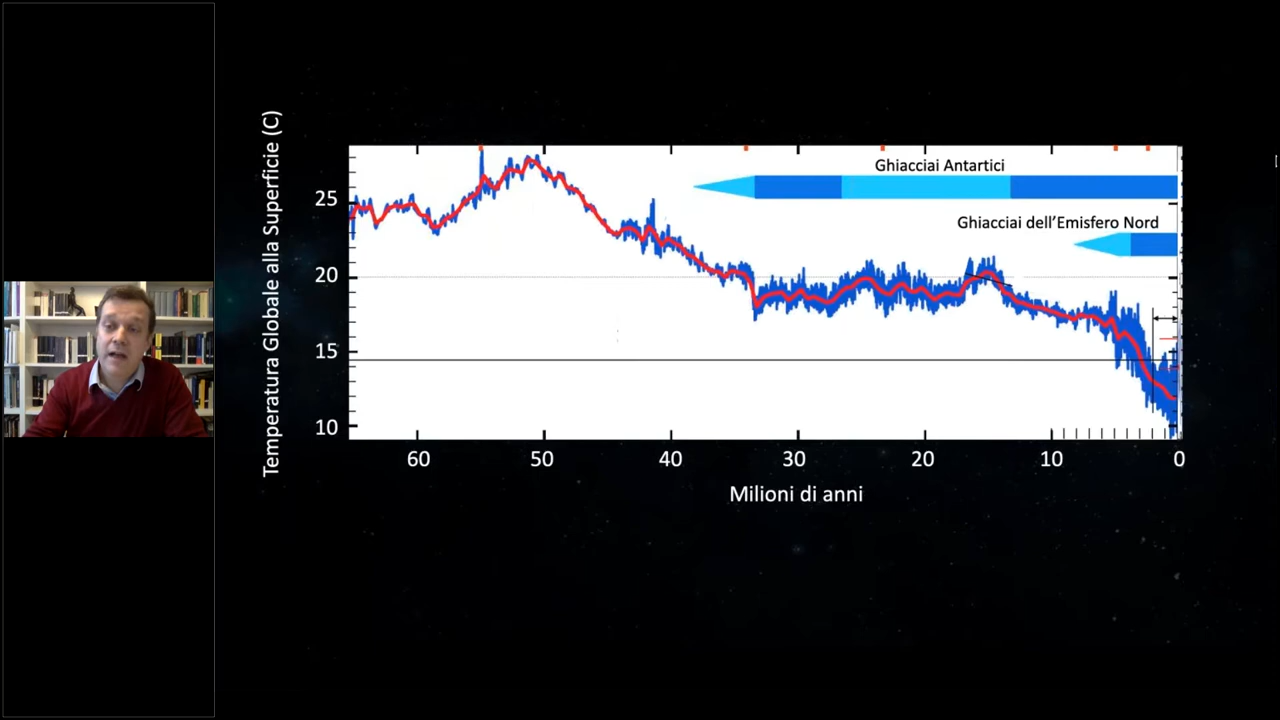 Temperatura Globale alla Superficie (C)
Ghiacciai Antartici
Ghiacciai dell'Emisfero Nord
25
20
15
10
60 50 40 30 20 10 0
Milioni di anni